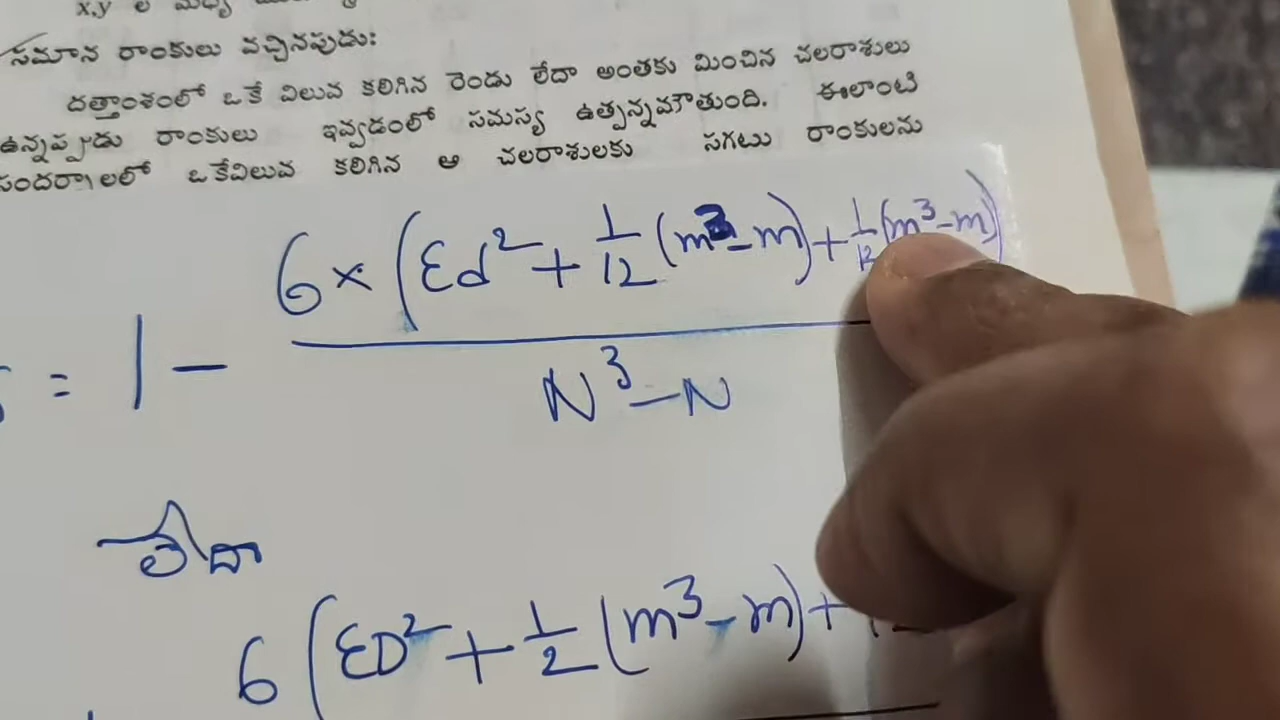 x,y ల మధ్య
సమాన రాంకులు వచ్చినపుడు:
దత్తాంశంలో ఒకే విలువ కలిగిన రెండు లేదా అంతకు మించిన చలరాశులు
ఉన్నప్పుడు రాంకులు ఇవ్వడంలో సమస్య ఉత్పన్నమౌతుంది. ఈలాంటి
సందర్భాలలో ఒకేవిలువ కలిగిన ఆ చలరాశులకు సగటు రాంకులను
= 1 - 6 × (Σd² + 1/12 (m³ - m) + 1/12 (m³ - m)) / N³ - N
లేదా
6 (ΣD² + 1/2 (m³ - m) +